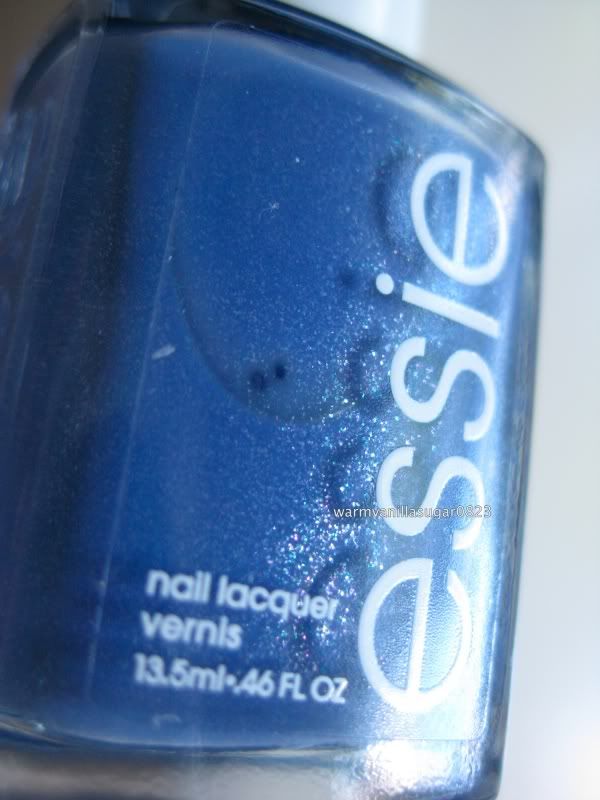 essie
nail lacquer
vernis
13.5ml•.46 FL OZ
warmvanillasugar0823